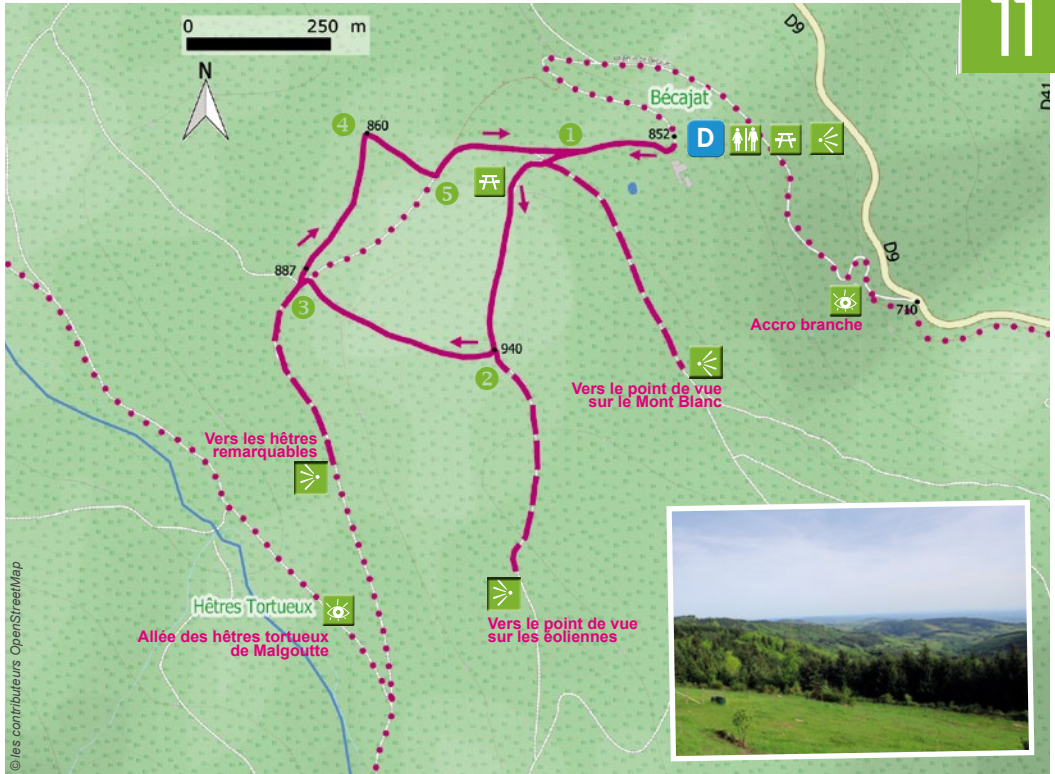 0 250 m
N
D9
11
D41
Bécajat
4
860
1
852
D
5
887
3
D9
710
Accro branche
940
2
Vers le point de vue
sur le Mont Blanc
Vers les hêtres
remarquables
Hêtres Tortueux
Allée des hêtres tortueux
de Malgoutte
Vers le point de vue
sur les éoliennes
© les contributeurs OpenStreetMap